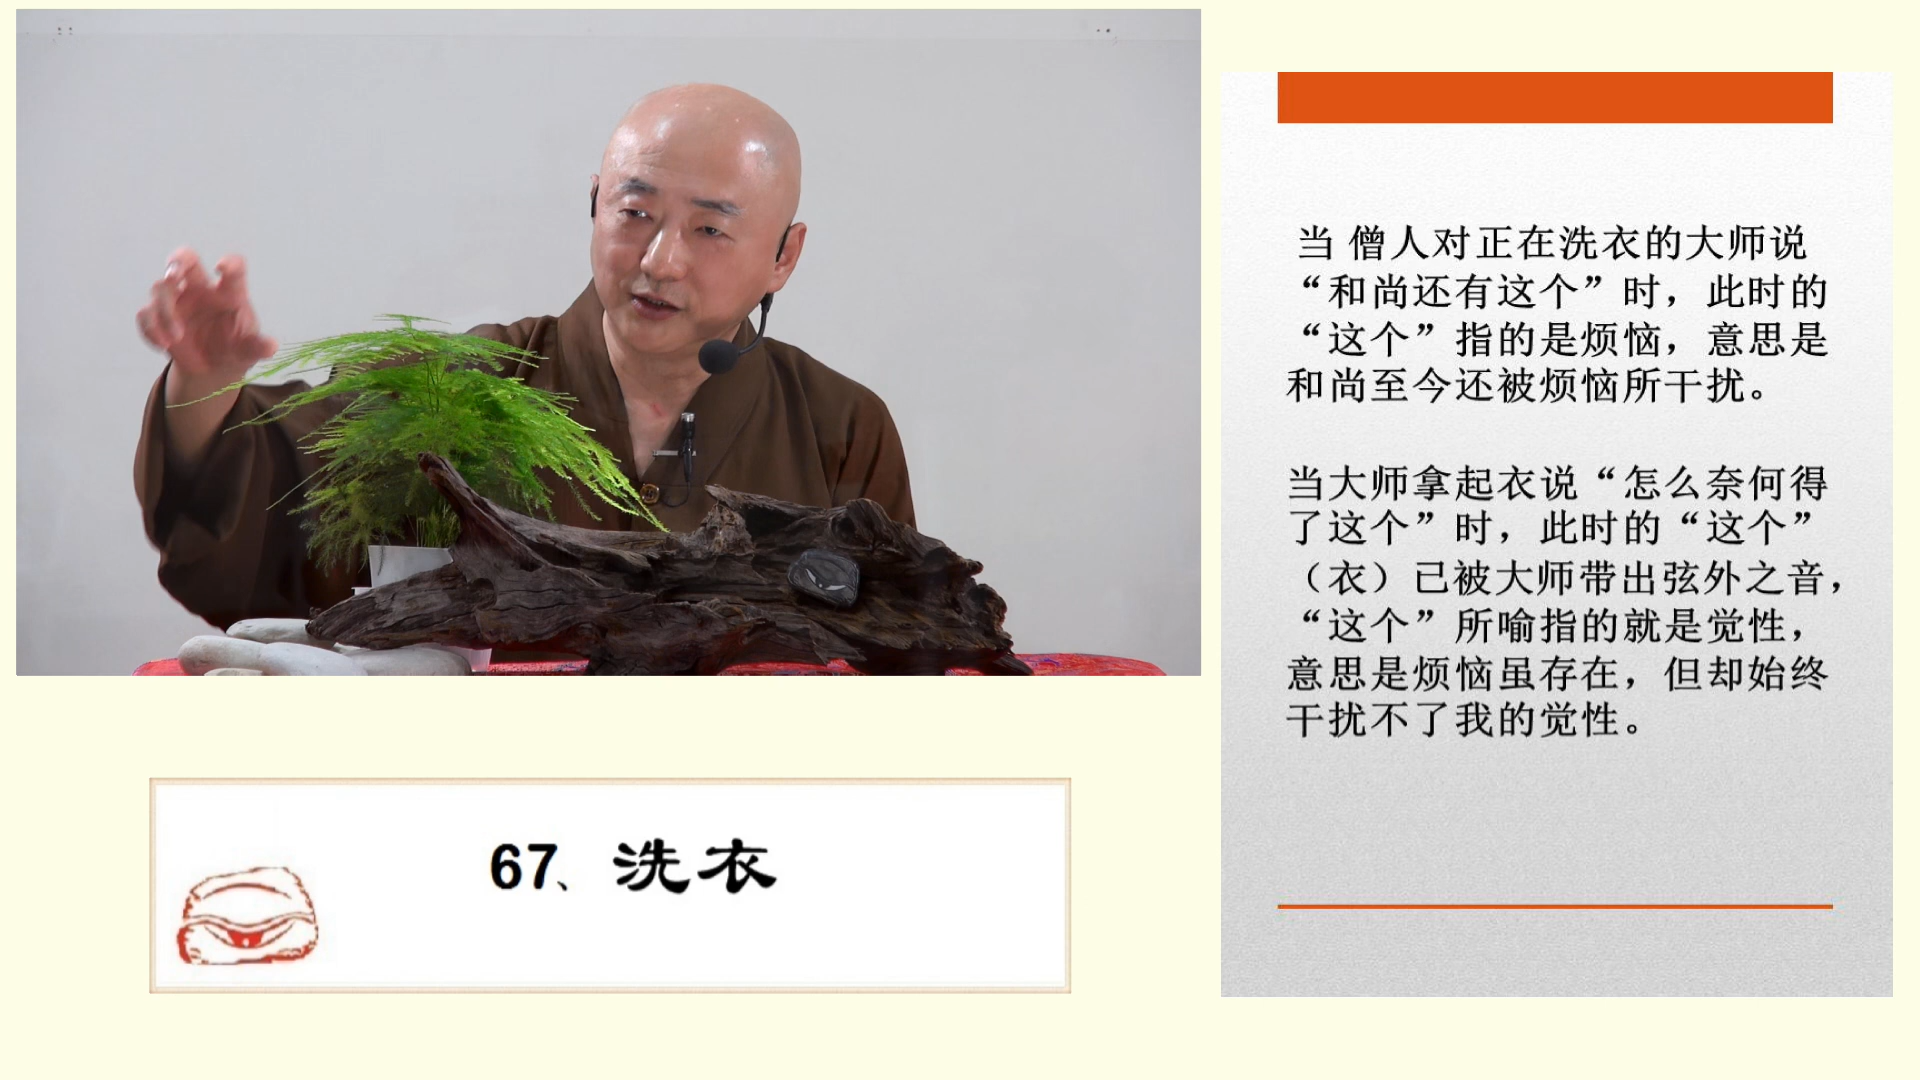 当 僧人对正在洗衣的大师说
“和尚还有这个”时，此时的
“这个”指的是烦恼，意思是
和尚至今还被烦恼所干扰。
当大师拿起衣说“怎么奈何得
了这个”时，此时的“这个”
（衣）已被大师带出弦外之音，
“这个”所喻指的就是觉性，
意思是烦恼虽存在，但却始终
干扰不了我的觉性。
67、洗衣